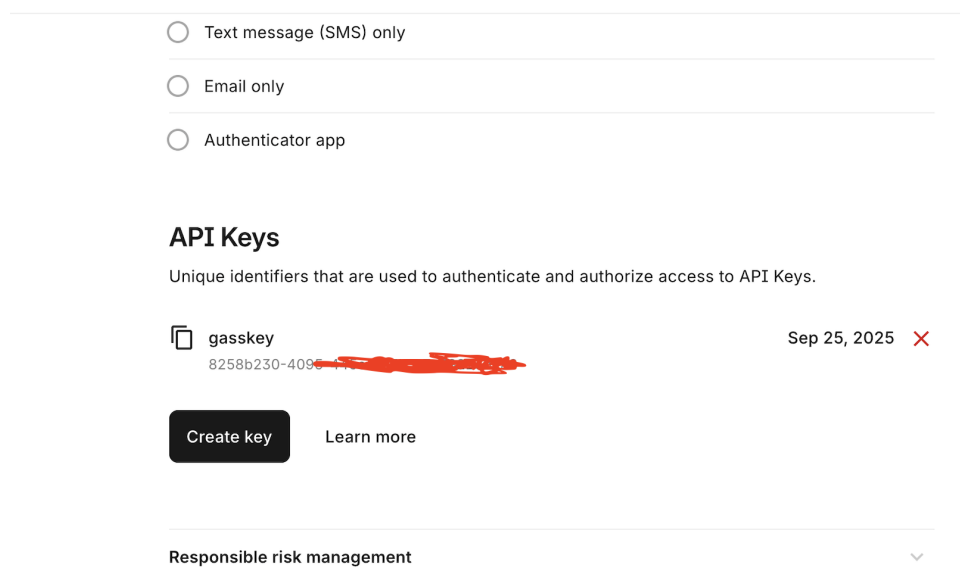 Text message (SMS) only
Email only
Authenticator app
API Keys
Unique identifiers that are used to authenticate and authorize access to API Keys.
gasskey
Sep 25, 2025
8258b230-409
Create key
Learn more
Responsible risk management